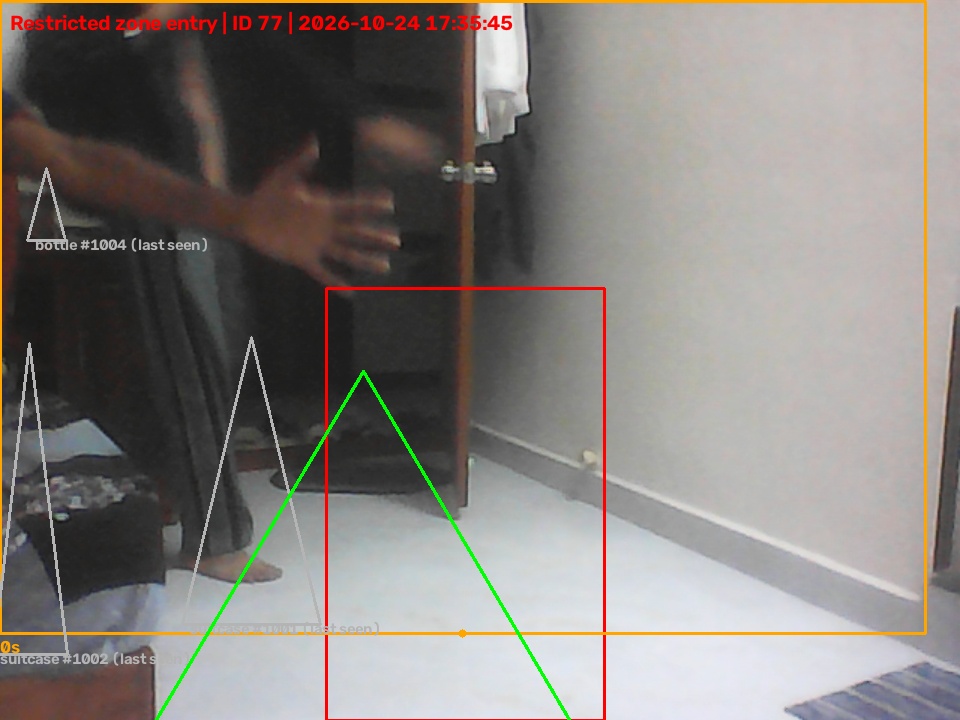 Restricted zone entry | ID 77 | 2026-10-24 17:35:45
bottle #1004 (last seen)
(last seen)
0s
suitcase #1002 (last s